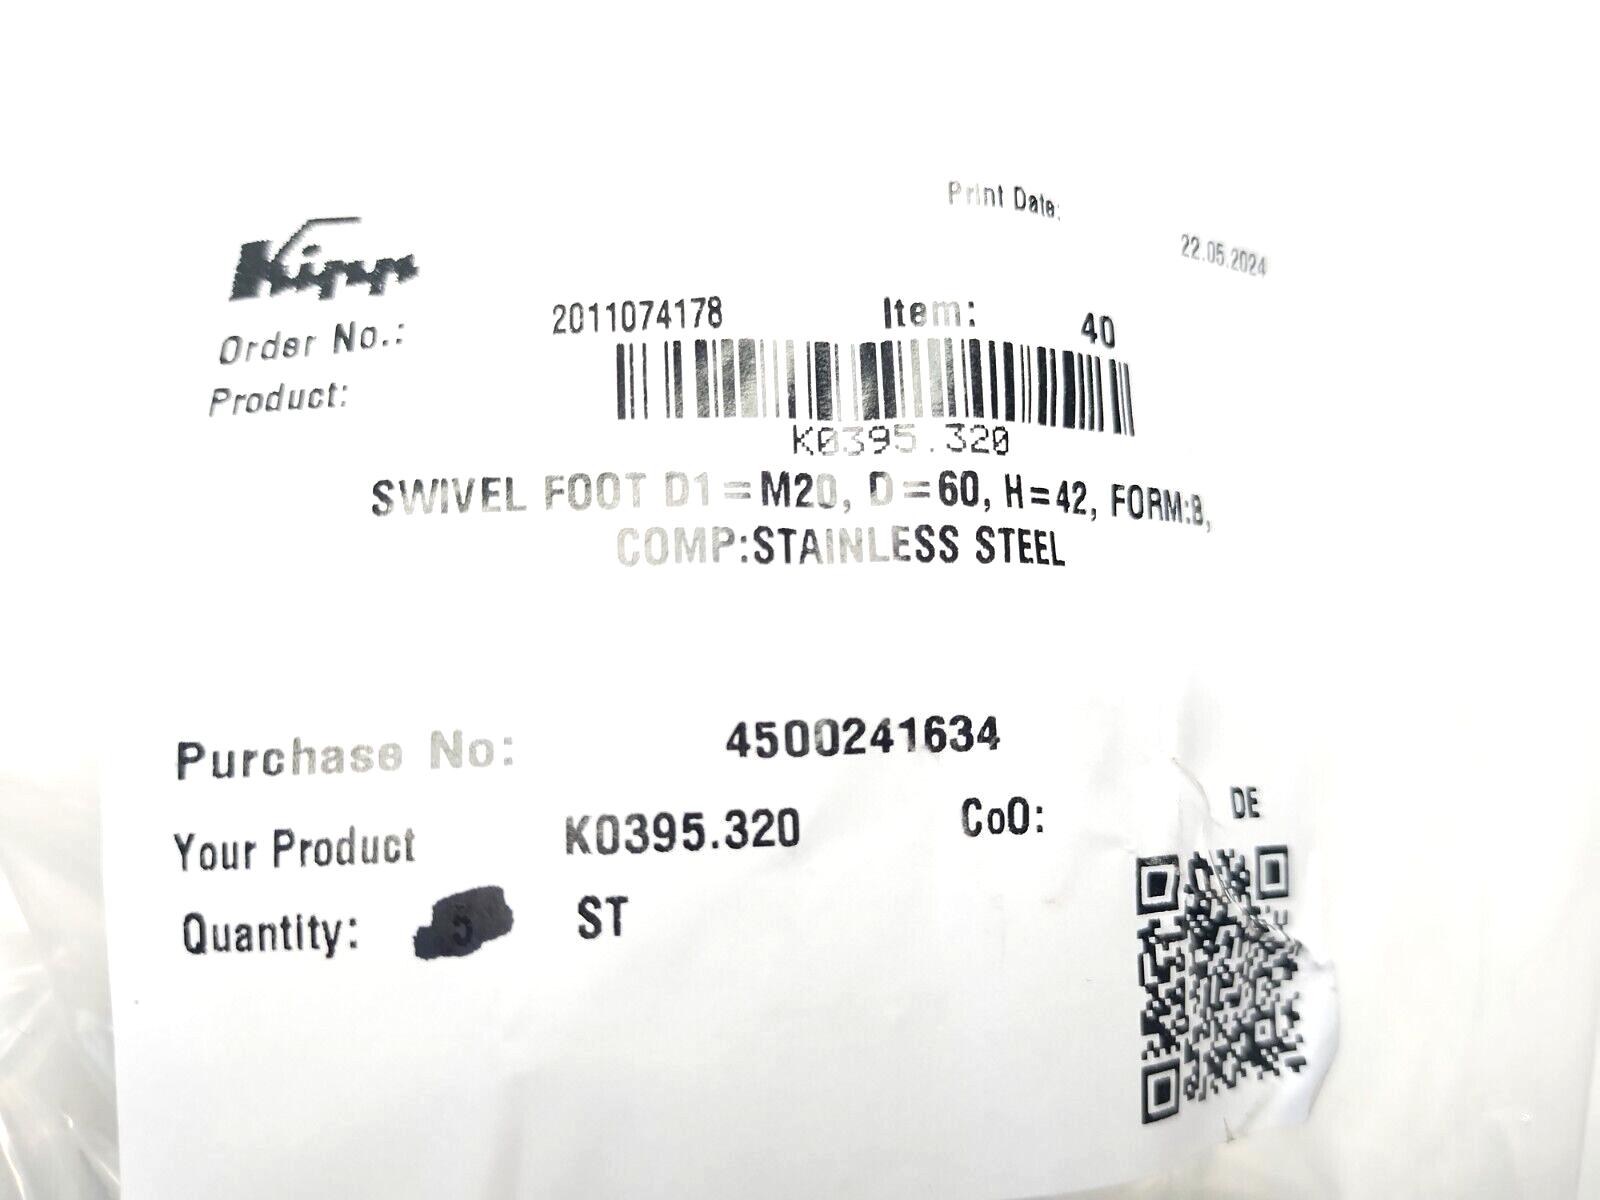 Print Date:
22.05.2024
Kipp
Order No.: 2011074178 Item: 40
Product:
K0395.320
SWIVEL FOOT D1=M20, D=60, H=42, FORM:B,
COMP:STAINLESS STEEL
Purchase No: 4500241634
Your Product K0395.320 CoO: DE
Quantity: 5 ST